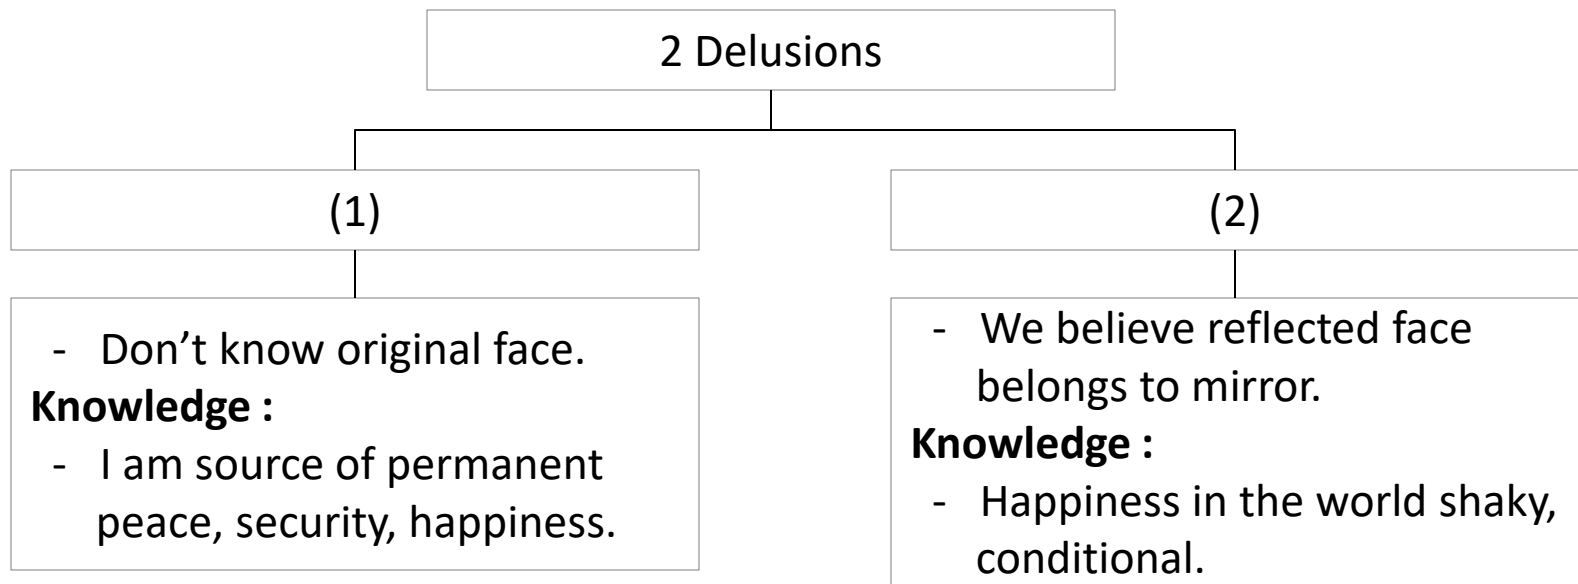 2 Delusions
(1)
- Don’t know original face.
Knowledge :
- I am source of permanent
peace, security, happiness.
(2)
- We believe reflected face
belongs to mirror.
Knowledge :
- Happiness in the world shaky,
conditional.